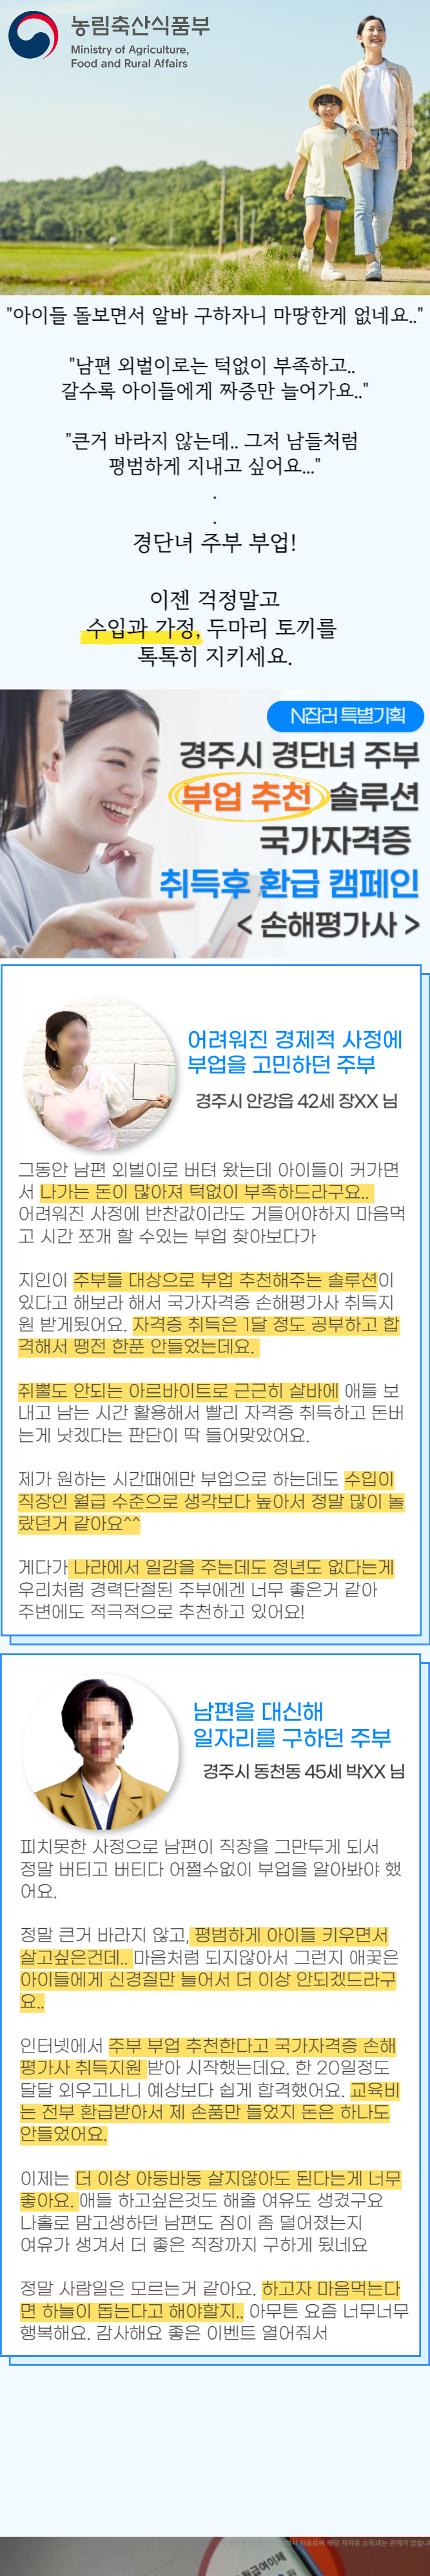 농림축산식품부
Ministry of Agriculture,
Food and Rural Affairs
"아이들 돌보면서 알바 구하자니 마땅한게 없네요.."
"남편 외벌이로는 턱없이 부족하고..
갈수록 아이들에게 짜증만 늘어가요.."
"큰거 바라지 않는데.. 그저 남들처럼
평범하게 지내고 싶어요..."
.
.
경단녀 주부 부업!
이젠 걱정말고
수입과 가정, 두마리 토끼를
톡톡히 지키세요.
N잡러 특별기획
경주시 경단녀 주부
부업 추천 솔루션
국가자격증
취득후 환급 캠페인
< 손해평가사 >
어려워진 경제적 사정에
부업을 고민하던 주부
경주시 안강읍 42세 장XX 님
그동안 남편 외벌이로 버텨 왔는데 아이들이 커가면
서 나가는 돈이 많아져 턱없이 부족하드라구요..
어려워진 사정에 반찬값이라도 거들어야하지 마음먹
고 시간 쪼개 할 수있는 부업 찾아보다가
지인이 주부들 대상으로 부업 추천해주는 솔루션이
있다고 해보라 해서 국가자격증 손해평가사 취득지
원 받게됬어요. 자격증 취득은 1달 정도 공부하고 합
격해서 땡전 한푼 안들었는데요.
쥐뿔도 안되는 아르바이트로 근근히 살바에 애들 보
내고 남는 시간 활용해서 빨리 자격증 취득하고 돈버
는게 낫겠다는 판단이 딱 들어맞았어요.
제가 원하는 시간때에만 부업으로 하는데도 수입이
직장인 월급 수준으로 생각보다 높아서 정말 많이 놀
랐던거 같아요^^
게다가 나라에서 일감을 주는데도 정년도 없다는게
우리처럼 경력단절된 주부에겐 너무 좋은거 같아
주변에도 적극적으로 추천하고 있어요!
남편을 대신해
일자리를 구하던 주부
경주시 동천동 45세 박XX 님
피치못한 사정으로 남편이 직장을 그만두게 되서
정말 버티고 버티다 어쩔수없이 부업을 알아봐야 했
어요.
정말 큰거 바라지 않고, 평범하게 아이들 키우면서
살고싶은건데.. 마음처럼 되지않아서 그런지 애꿎은
아이들에게 신경질만 늘어서 더 이상 안되겠드라구
요..
인터넷에서 주부 부업 추천한다고 국가자격증 손해
평가사 취득지원 받아 시작했는데요. 한 20일정도
달달 외우고나니 예상보다 쉽게 합격했어요. 교육비
는 전부 환급받아서 제 손품만 들었지 돈은 하나도
안들었어요.
이제는 더 이상 아둥바둥 살지않아도 된다는게 너무
좋아요. 애들 하고싶은것도 해줄 여유도 생겼구요
나홀로 맘고생하던 남편도 짐이 좀 덜어졌는지
여유가 생겨서 더 좋은 직장까지 구하게 됬네요
정말 사람일은 모르는거 같아요. 하고자 마음먹는다
면 하늘이 돕는다고 해야할지.. 아무튼 요즘 너무너무
행복해요. 감사해요 좋은 이벤트 열어줘서